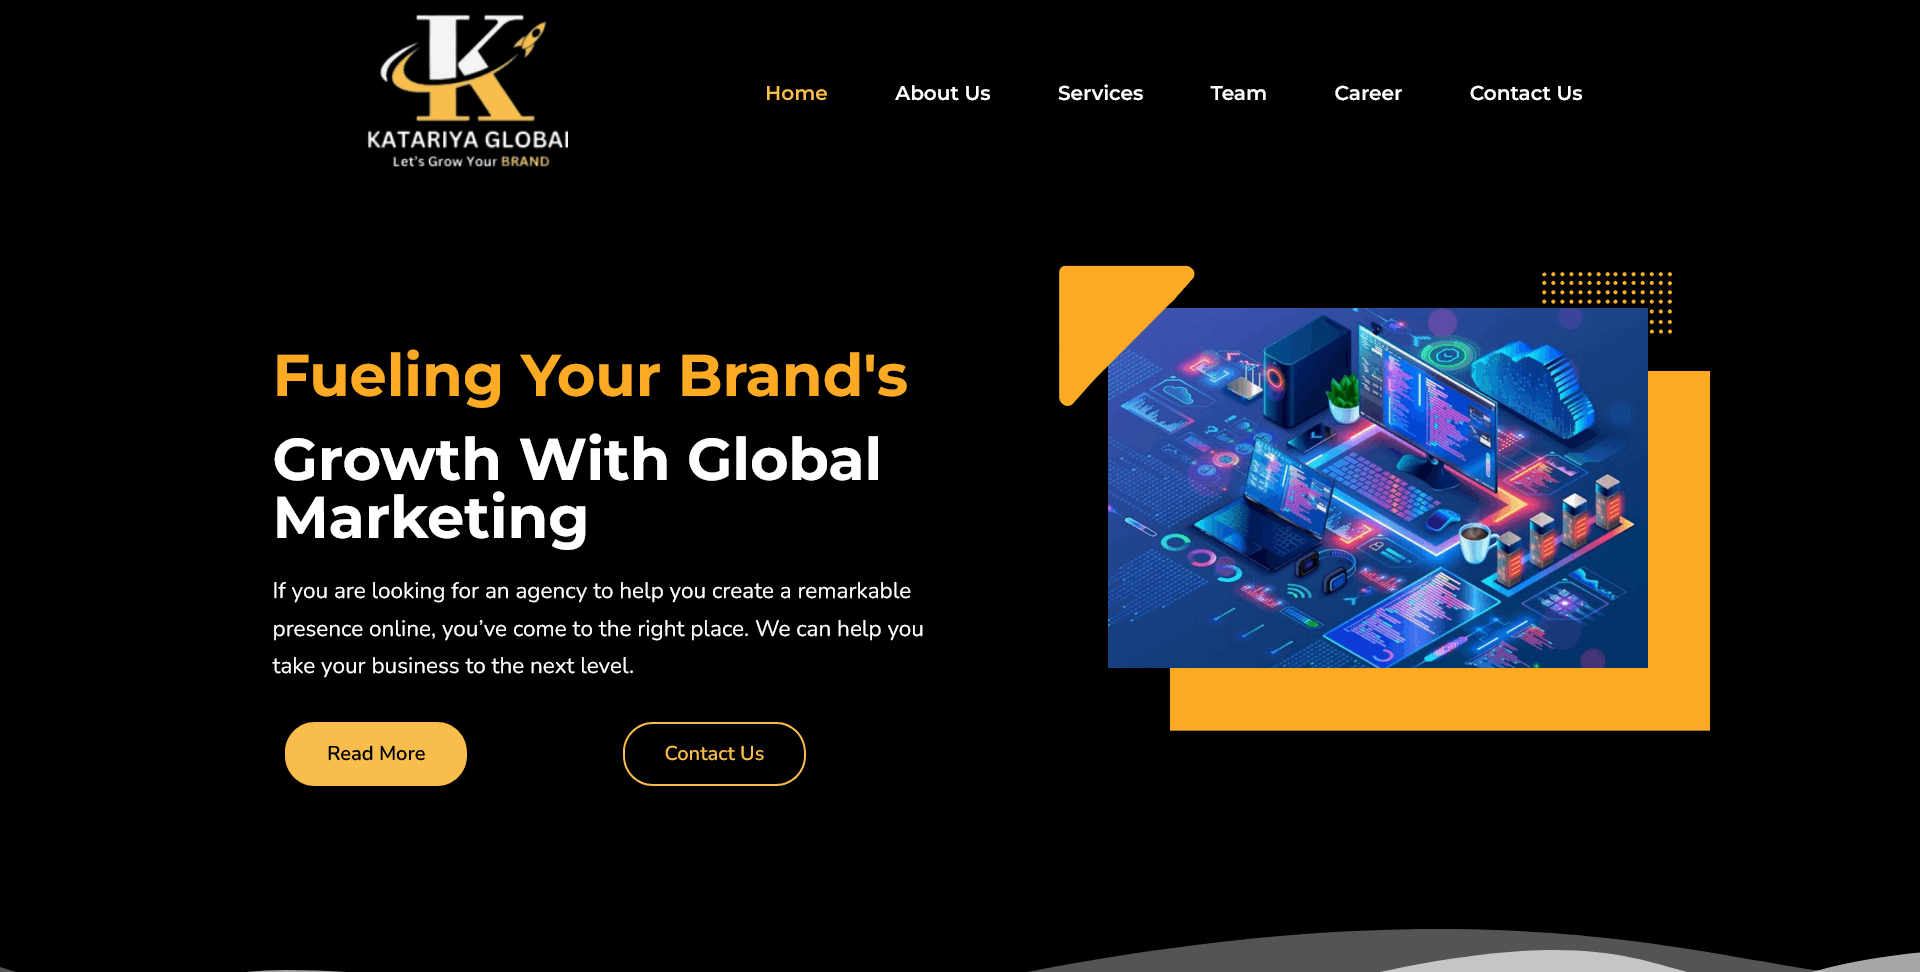 KATARIYA GLOBAL
Let's Grow Your BRAND
Home About Us Services Team Career Contact Us
Fueling Your Brand's
Growth With Global
Marketing
If you are looking for an agency to help you create a remarkable
presence online, you’ve come to the right place. We can help you
take your business to the next level.
Read More Contact Us